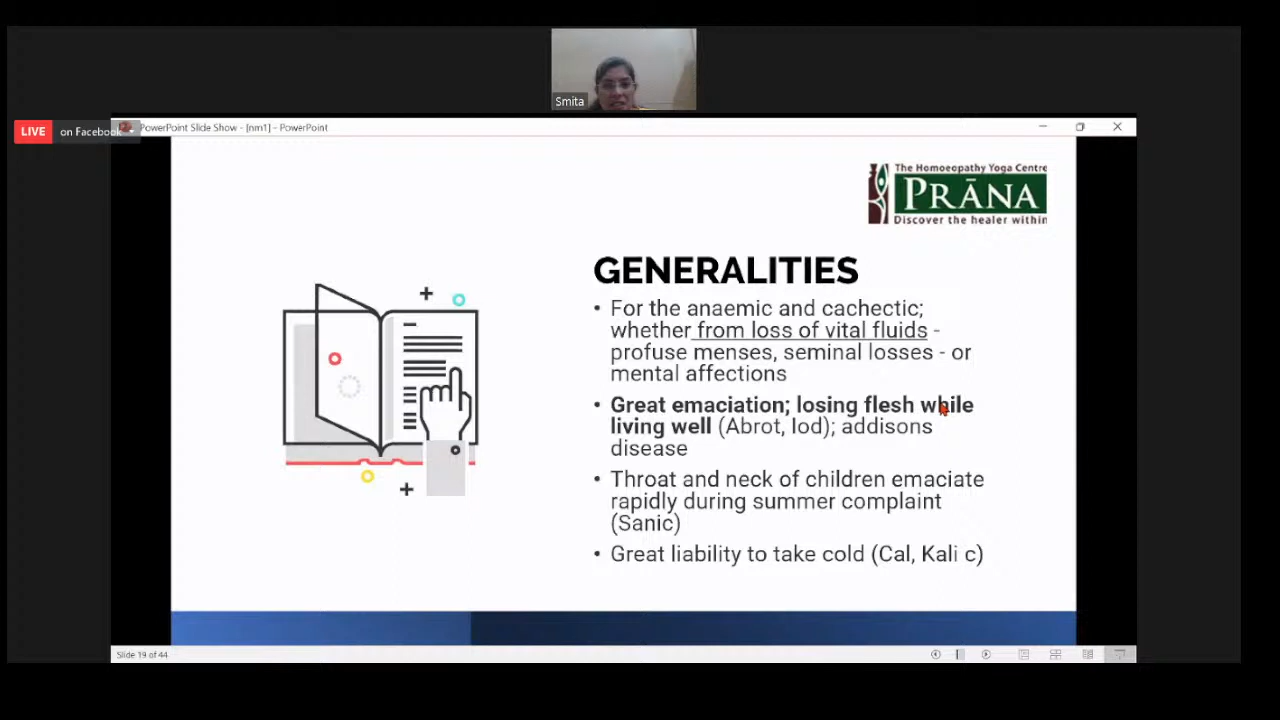 Smita
LIVE on Facebook
PowerPoint Slide Show - [nm1] - PowerPoint
The Homoeopathy Yoga Centre
PRĀNA
Discover the healer within
GENERALITIES
• For the anaemic and cachectic;
whether from loss of vital fluids -
profuse menses, seminal losses - or
mental affections
• Great emaciation; losing flesh while
living well (Abrot, Iod); addisons
disease
• Throat and neck of children emaciate
rapidly during summer complaint
(Sanic)
• Great liability to take cold (Cal, Kali c)
Slide 19 of 44